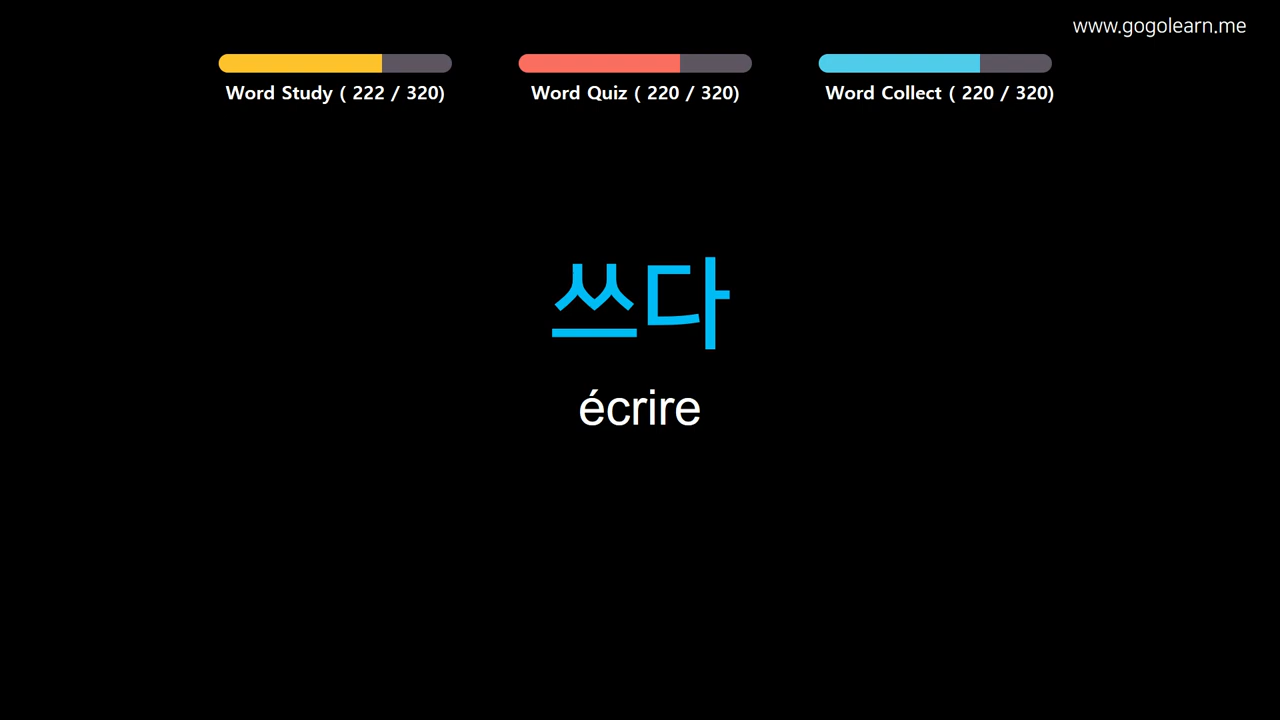 www.gogolearn.me
Word Study ( 222 / 320)
Word Quiz ( 220 / 320)
Word Collect ( 220 / 320)
쓰다
écrire